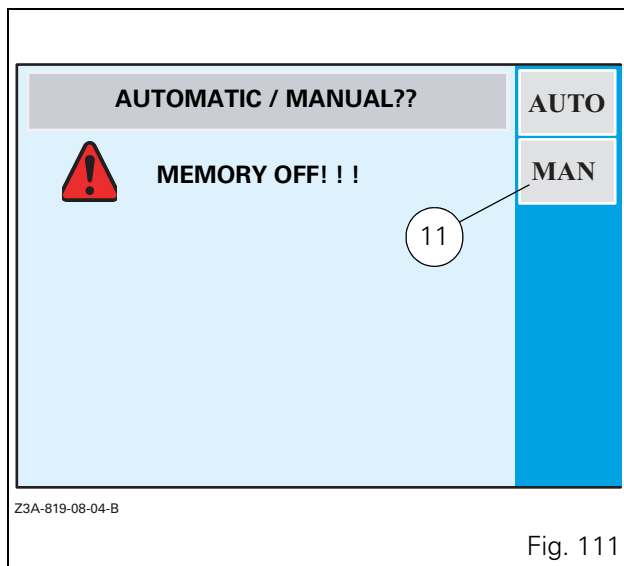 AUTOMATIC / MANUAL??
AUTO
MEMORY OFF! ! !
MAN
11
Z3A-819-08-04-B
Fig. 111